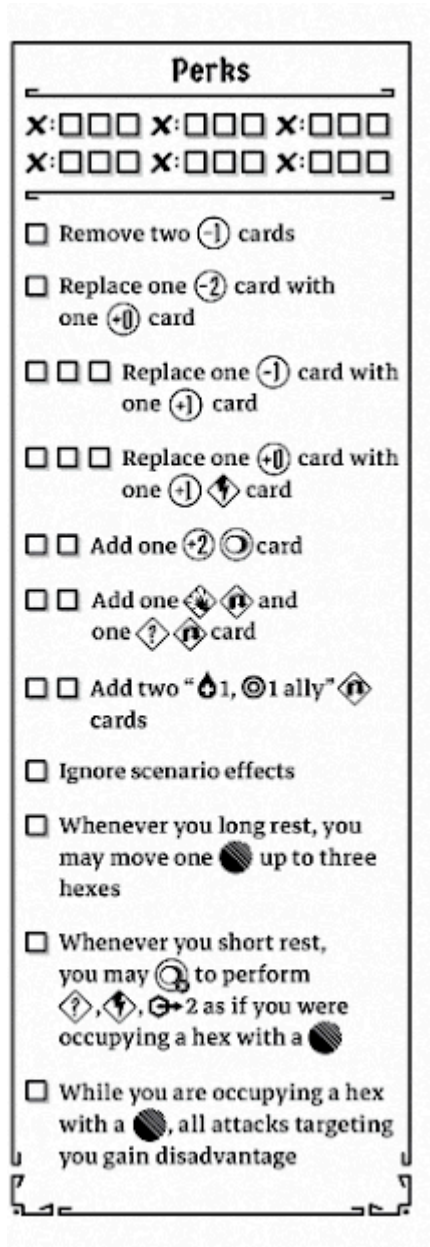 Perks
x: x: x:
x: x: x:
Remove two -1 cards
Replace one -2 card with
one +0 card
Replace one -1 card with
one +1 card
Replace one +0 card with
one +1 card
Add one +2 card
Add one and
one ? card
Add two “1, 1 ally”
cards
Ignore scenario effects
Whenever you long rest, you
may move one up to three
hexes
Whenever you short rest,
you may to perform
?, , 2 as if you were
occupying a hex with a
While you are occupying a hex
with a , all attacks targeting
you gain disadvantage